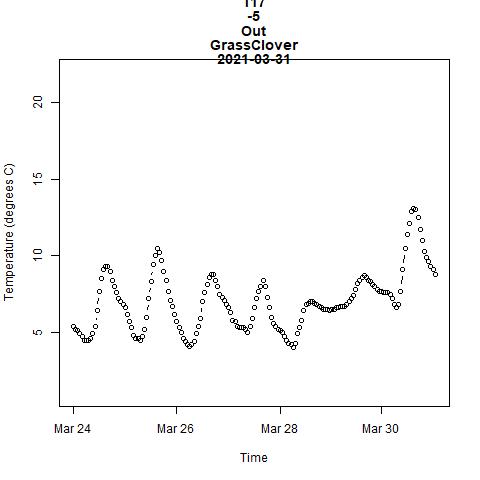 T17
-5
Out
GrassClover
2021-03-31
Temperature (degrees C)
20
15
10
5
Mar 24
Mar 26
Mar 28
Mar 30
Time